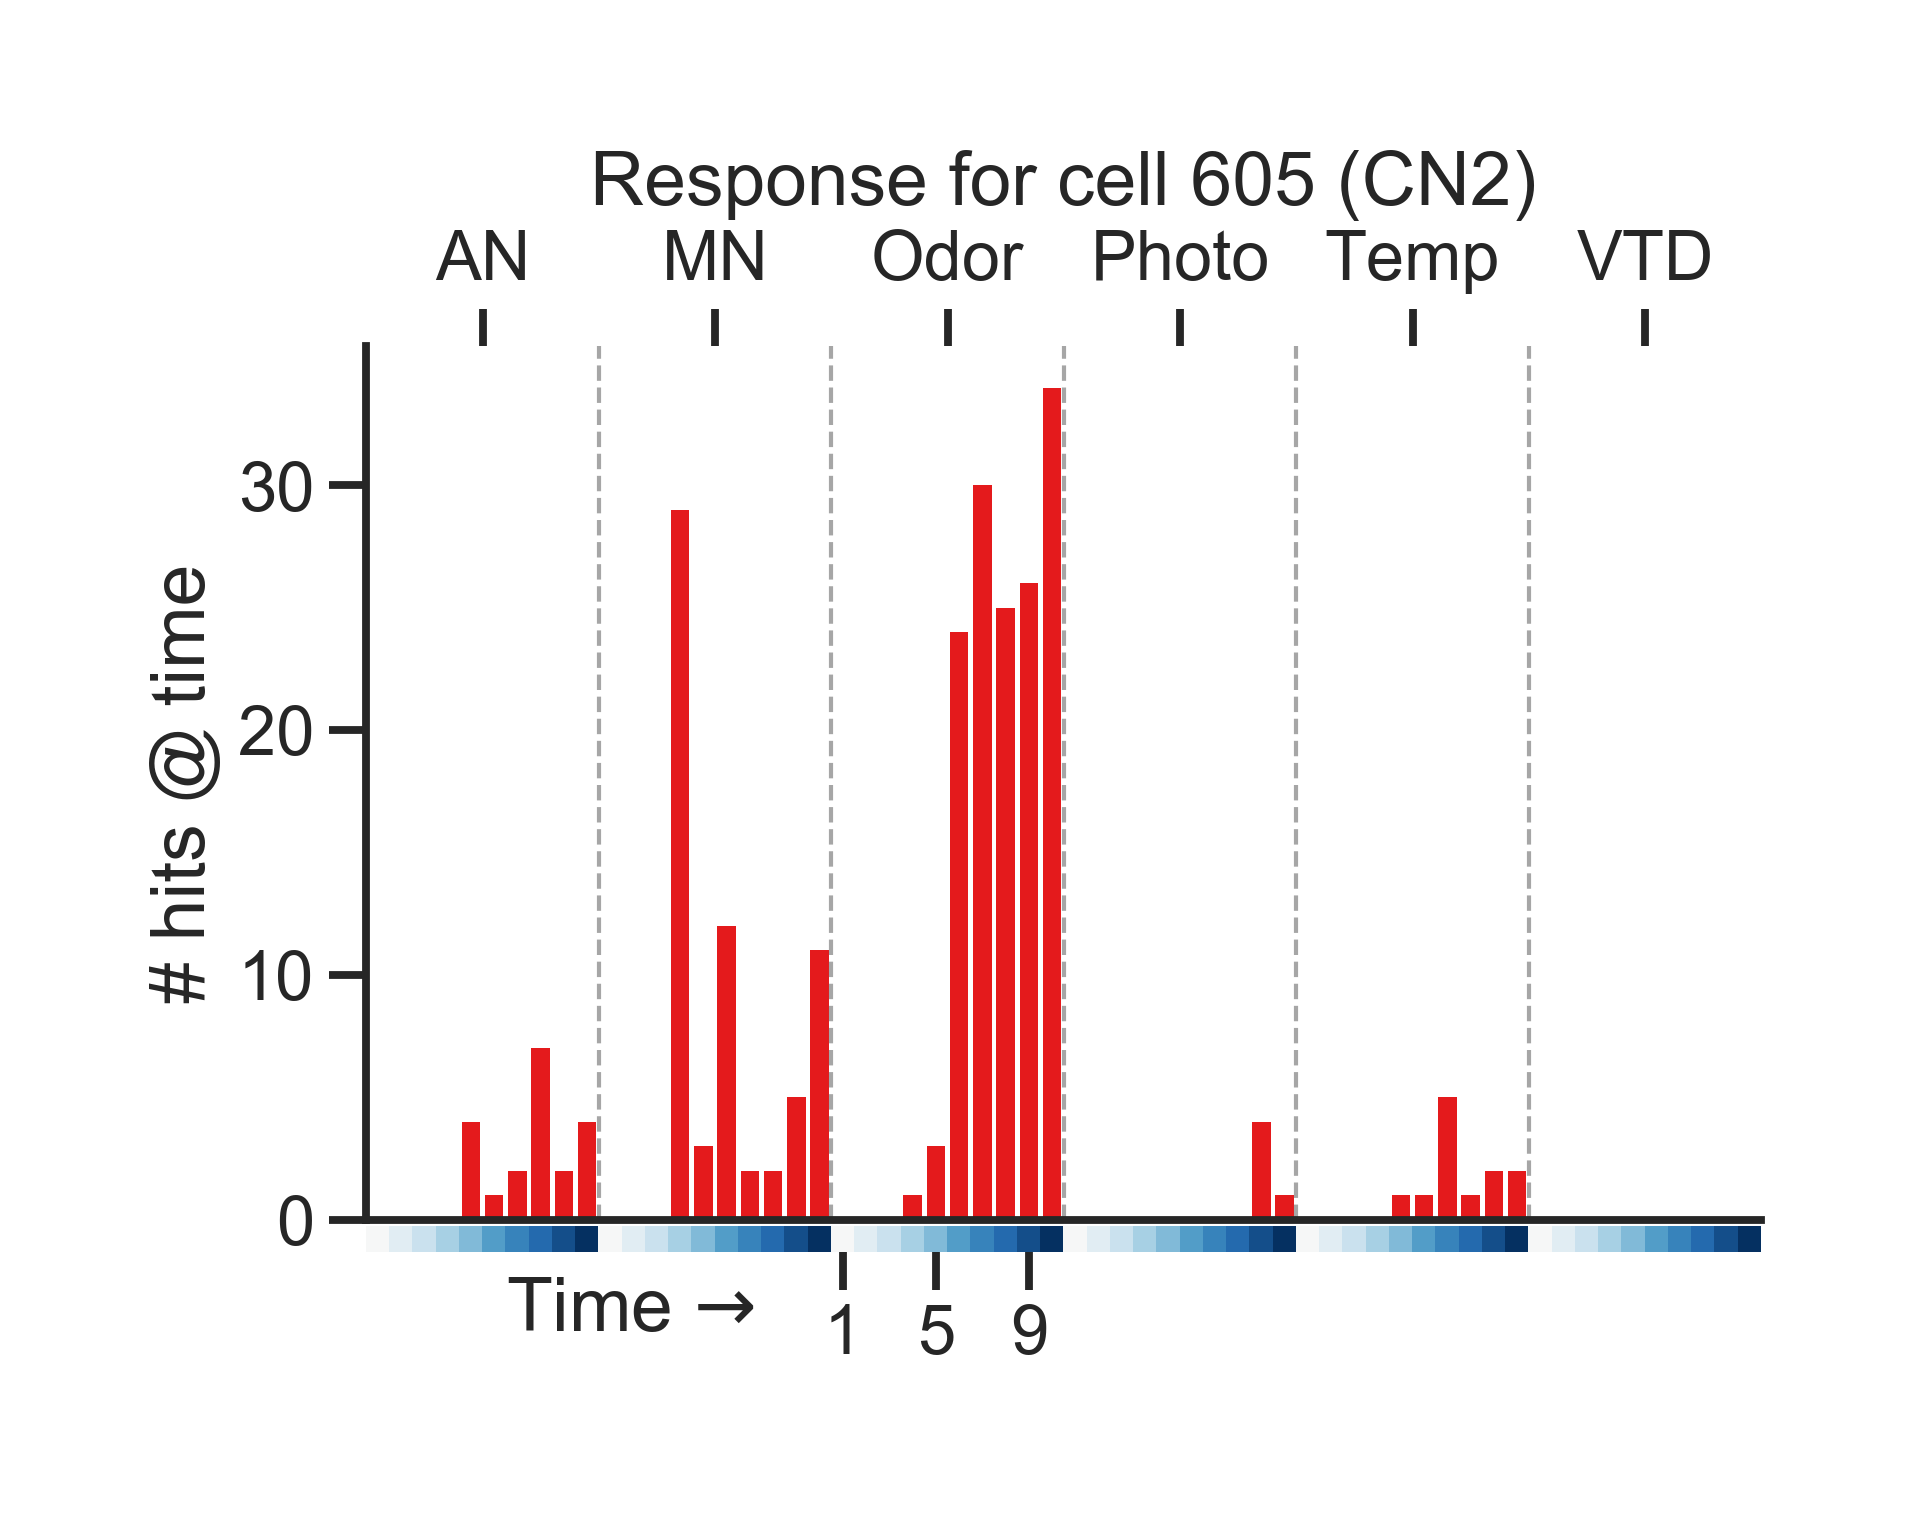 Response for cell 605 (CN2)
AN MN Odor Photo Temp VTD
# hits @ time
30
20
10
0
Time →
1 5 9